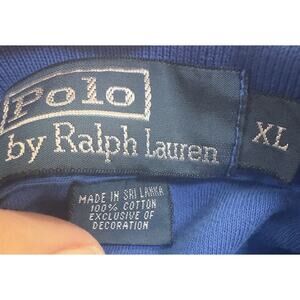 Polo
by Ralph Lauren
XL
MADE IN SRI LANKA
100% COTTON
EXCLUSIVE OF
DECORATION